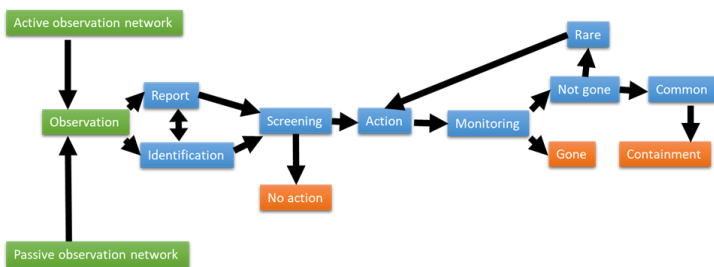 Active observation network
Rare
Report
Not gone
Common
Observation
Screening
Action
Monitoring
Identification
Gone
Containment
No action
Passive observation network